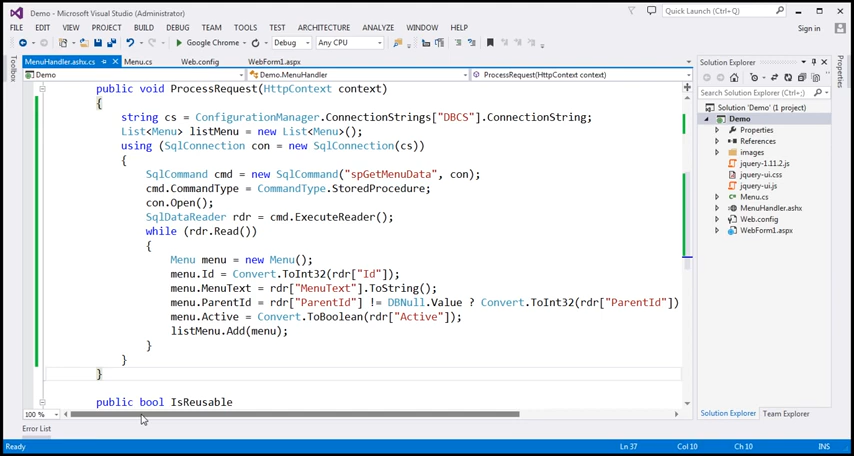 Demo - Microsoft Visual Studio (Administrator)
Quick Launch (Ctrl+Q)
FILE EDIT VIEW PROJECT BUILD DEBUG TEAM TOOLS TEST ARCHITECTURE ANALYZE WINDOW HELP
Sign in
Google Chrome Debug Any CPU
MenuHandler.ashx.cs Menu.cs Web.config WebForm1.aspx
Demo Demo.MenuHandler ProcessRequest(HttpContext context)
Toolbox
public void ProcessRequest(HttpContext context)
{
string cs = ConfigurationManager.ConnectionStrings["DBCS"].ConnectionString;
List<Menu> listMenu = new List<Menu>();
using (SqlConnection con = new SqlConnection(cs))
{
SqlCommand cmd = new SqlCommand("spGetMenuData", con);
cmd.CommandType = CommandType.StoredProcedure;
con.Open();
SqlDataReader rdr = cmd.ExecuteReader();
while (rdr.Read())
{
Menu menu = new Menu();
menu.Id = Convert.ToInt32(rdr["Id"]);
menu.MenuText = rdr["MenuText"].ToString();
menu.ParentId = rdr["ParentId"] != DBNull.Value ? Convert.ToInt32(rdr["ParentId"])
menu.Active = Convert.ToBoolean(rdr["Active"]);
listMenu.Add(menu);
}
}
}
public bool IsReusable
100 %
Error List
Solution Explorer
Search Solution Explorer (Ctrl+;)
Solution 'Demo' (1 project)
Demo
Properties
References
images
jquery-1.11.2.js
jquery-ui.css
jquery-ui.js
Menu.cs
MenuHandler.ashx
Web.config
WebForm1.aspx
Solution Explorer Team Explorer
Properties
Ready Ln 37 Col 10 Ch 10 INS